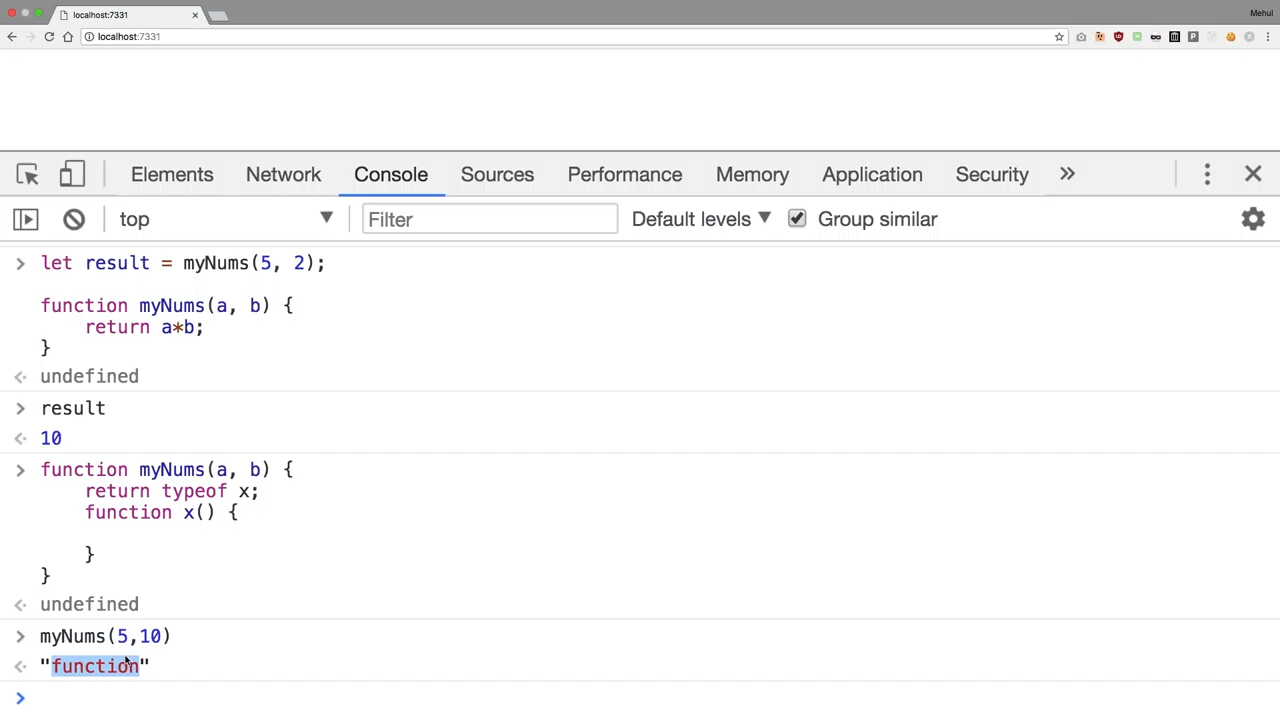 localhost:7331
Mehul
localhost:7331
Elements Network Console Sources Performance Memory Application Security
top Filter Default levels Group similar
let result = myNums(5, 2);
function myNums(a, b) {
return a*b;
}
undefined
result
10
function myNums(a, b) {
return typeof x;
function x() {
}
}
undefined
myNums(5,10)
"function"